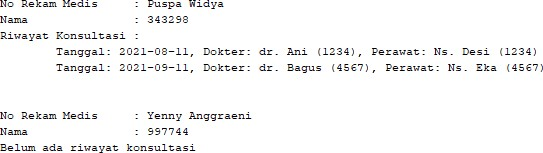 No Rekam Medis     : Puspa Widya
Nama               : 343298
Riwayat Konsultasi :
        Tanggal: 2021-08-11, Dokter: dr. Ani (1234), Perawat: Ns. Desi (1234)
        Tanggal: 2021-09-11, Dokter: dr. Bagus (4567), Perawat: Ns. Eka (4567)
No Rekam Medis     : Yenny Anggraeni
Nama               : 997744
Belum ada riwayat konsultasi